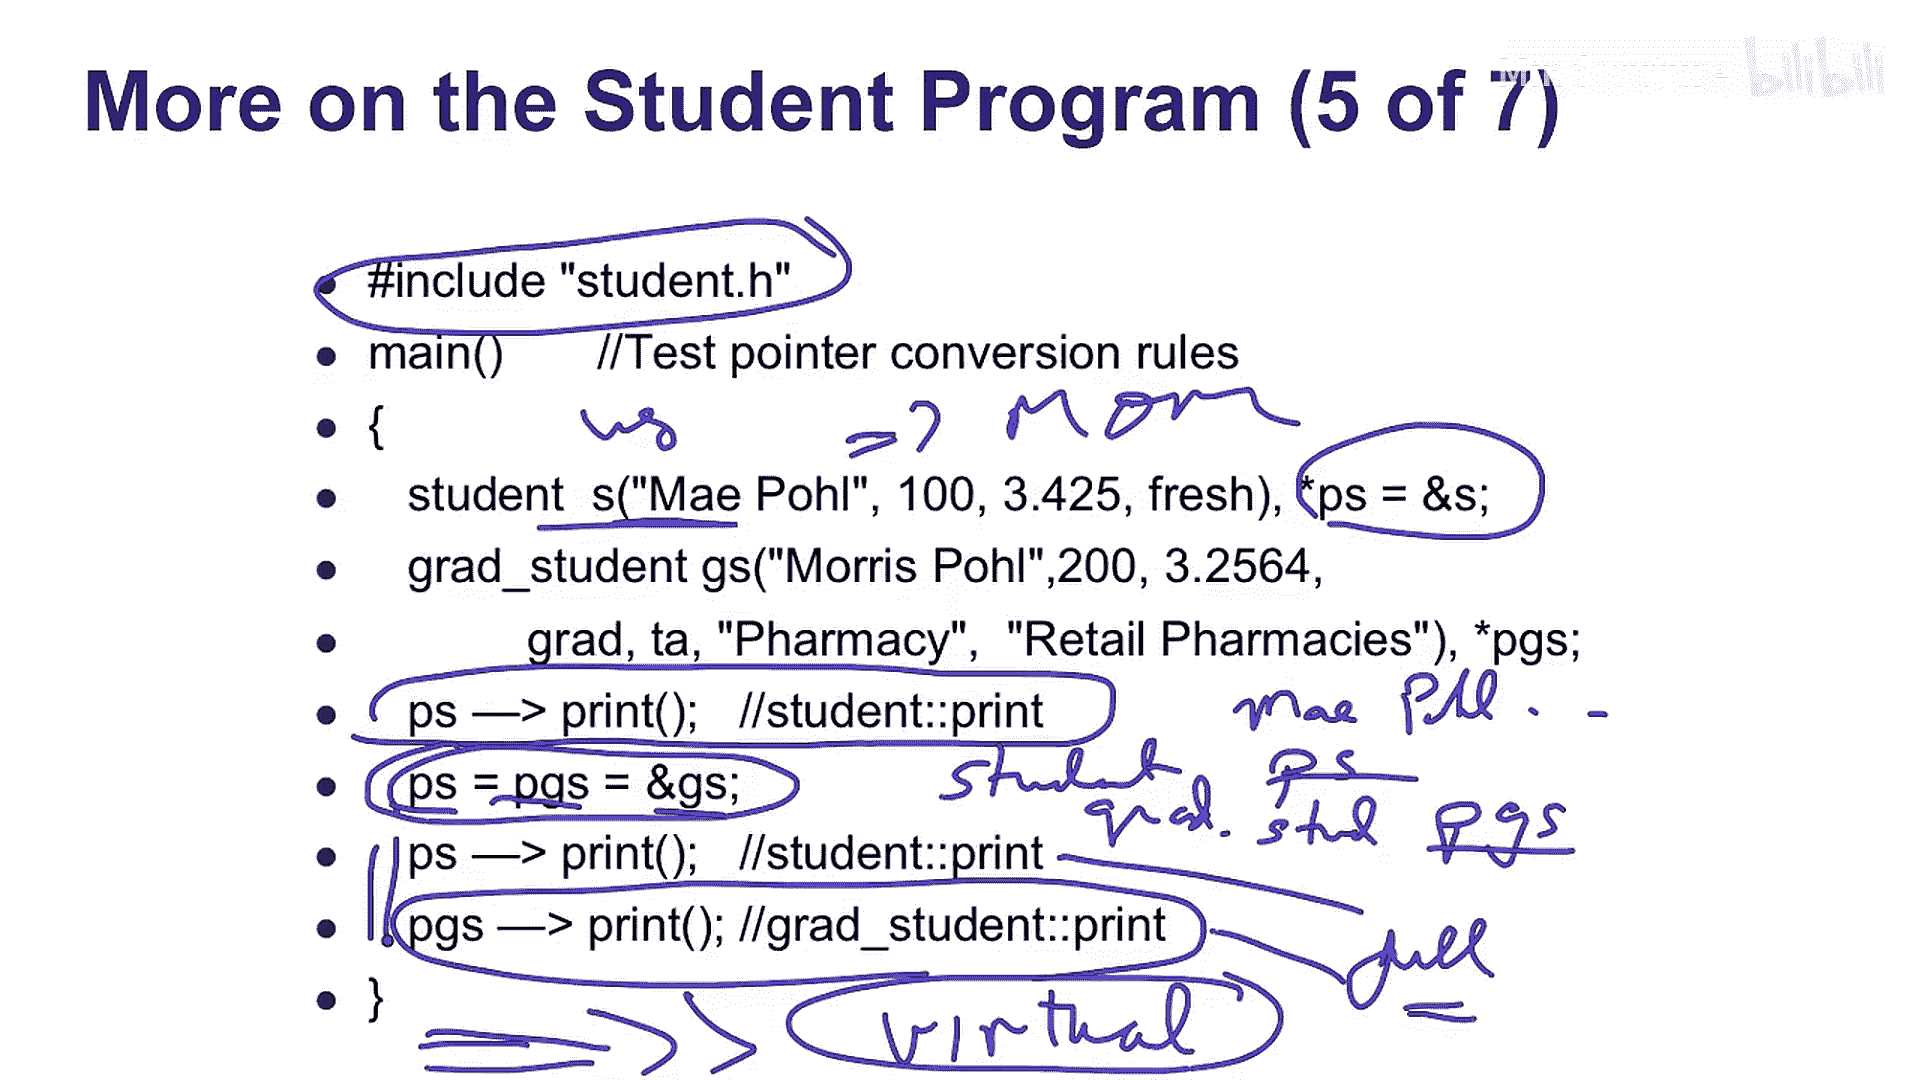 More on the Student Program (5 of 7)
bilibili
• #include "student.h"
• main() //Test pointer conversion rules
• {
=> Mom
• student s("Mae Pohl", 100, 3.425, fresh), *ps = &s;
• grad_student gs("Morris Pohl",200, 3.2564,
• grad, ta, "Pharmacy", "Retail Pharmacies"), *pgs;
• ps —> print(); //student::print
Mae Pohl . -
• ps = pgs = &gs;
student ps
grad. stud pgs
• ps —> print(); //student::print
• pgs —> print(); //grad_student::print
full
• }
virtual